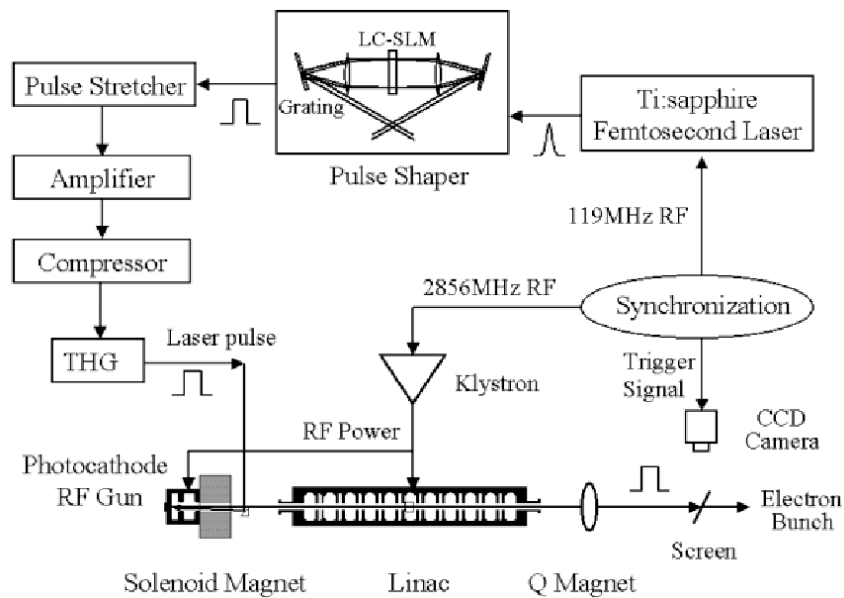 LC-SLM
Grating
Pulse Shaper
Pulse Stretcher
Amplifier
Compressor
THG
Ti:sapphire
Femtosecond Laser
119MHz RF
2856MHz RF
Synchronization
Laser pulse
Klystron
Trigger
Signal
CCD
Camera
RF Power
Photocathode
RF Gun
Electron
Bunch
Screen
Solenoid Magnet
Linac
Q Magnet